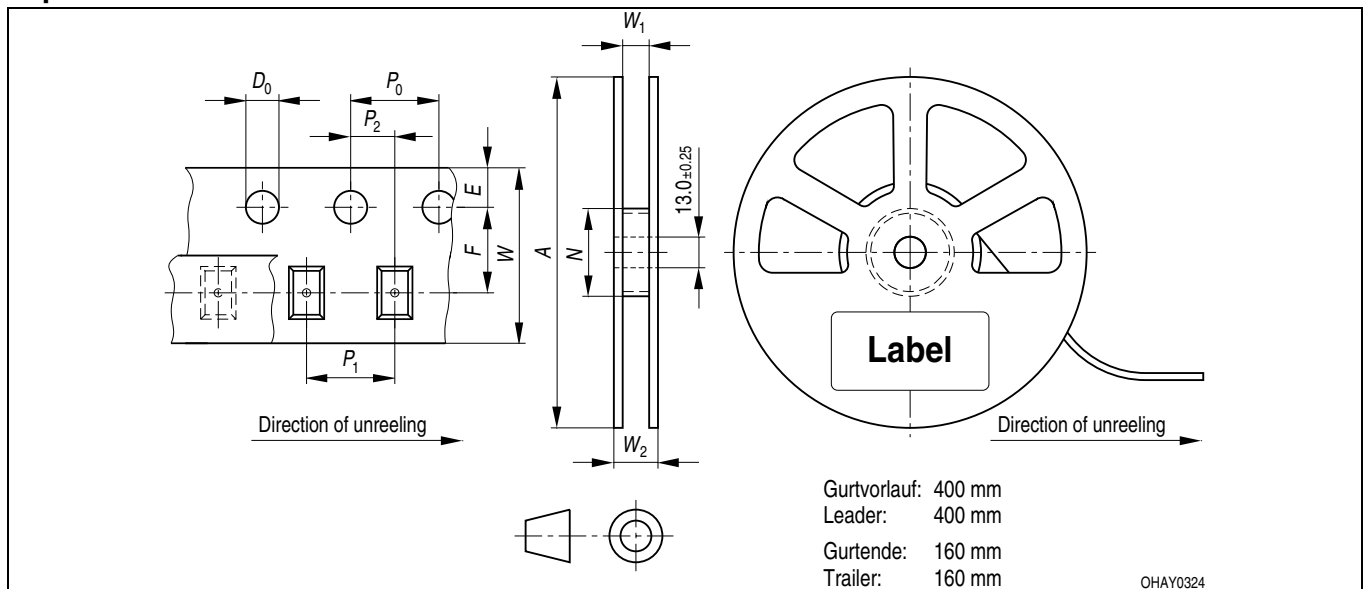 W₁
D₀
P₀
P₂
E
F
W
A
N
13.0±0.25
P₁
Label
Direction of unreeling
W₂
Direction of unreeling
Gurtvorlauf: 400 mm
Leader: 400 mm
Gurtende: 160 mm
Trailer: 160 mm
OHAY0324